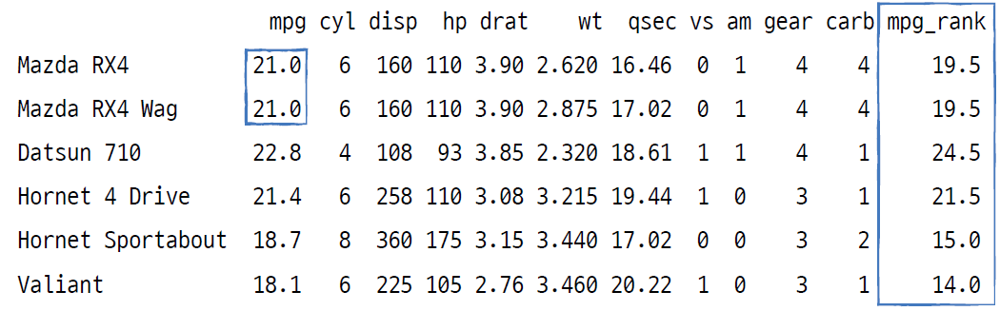 mpg cyl disp hp drat wt qsec vs am gear carb mpg_rank
Mazda RX4 21.0 6 160 110 3.90 2.620 16.46 0 1 4 4 19.5
Mazda RX4 Wag 21.0 6 160 110 3.90 2.875 17.02 0 1 4 4 19.5
Datsun 710 22.8 4 108 93 3.85 2.320 18.61 1 1 4 1 24.5
Hornet 4 Drive 21.4 6 258 110 3.08 3.215 19.44 1 0 3 1 21.5
Hornet Sportabout 18.7 8 360 175 3.15 3.440 17.02 0 0 3 2 15.0
Valiant 18.1 6 225 105 2.76 3.460 20.22 1 0 3 1 14.0